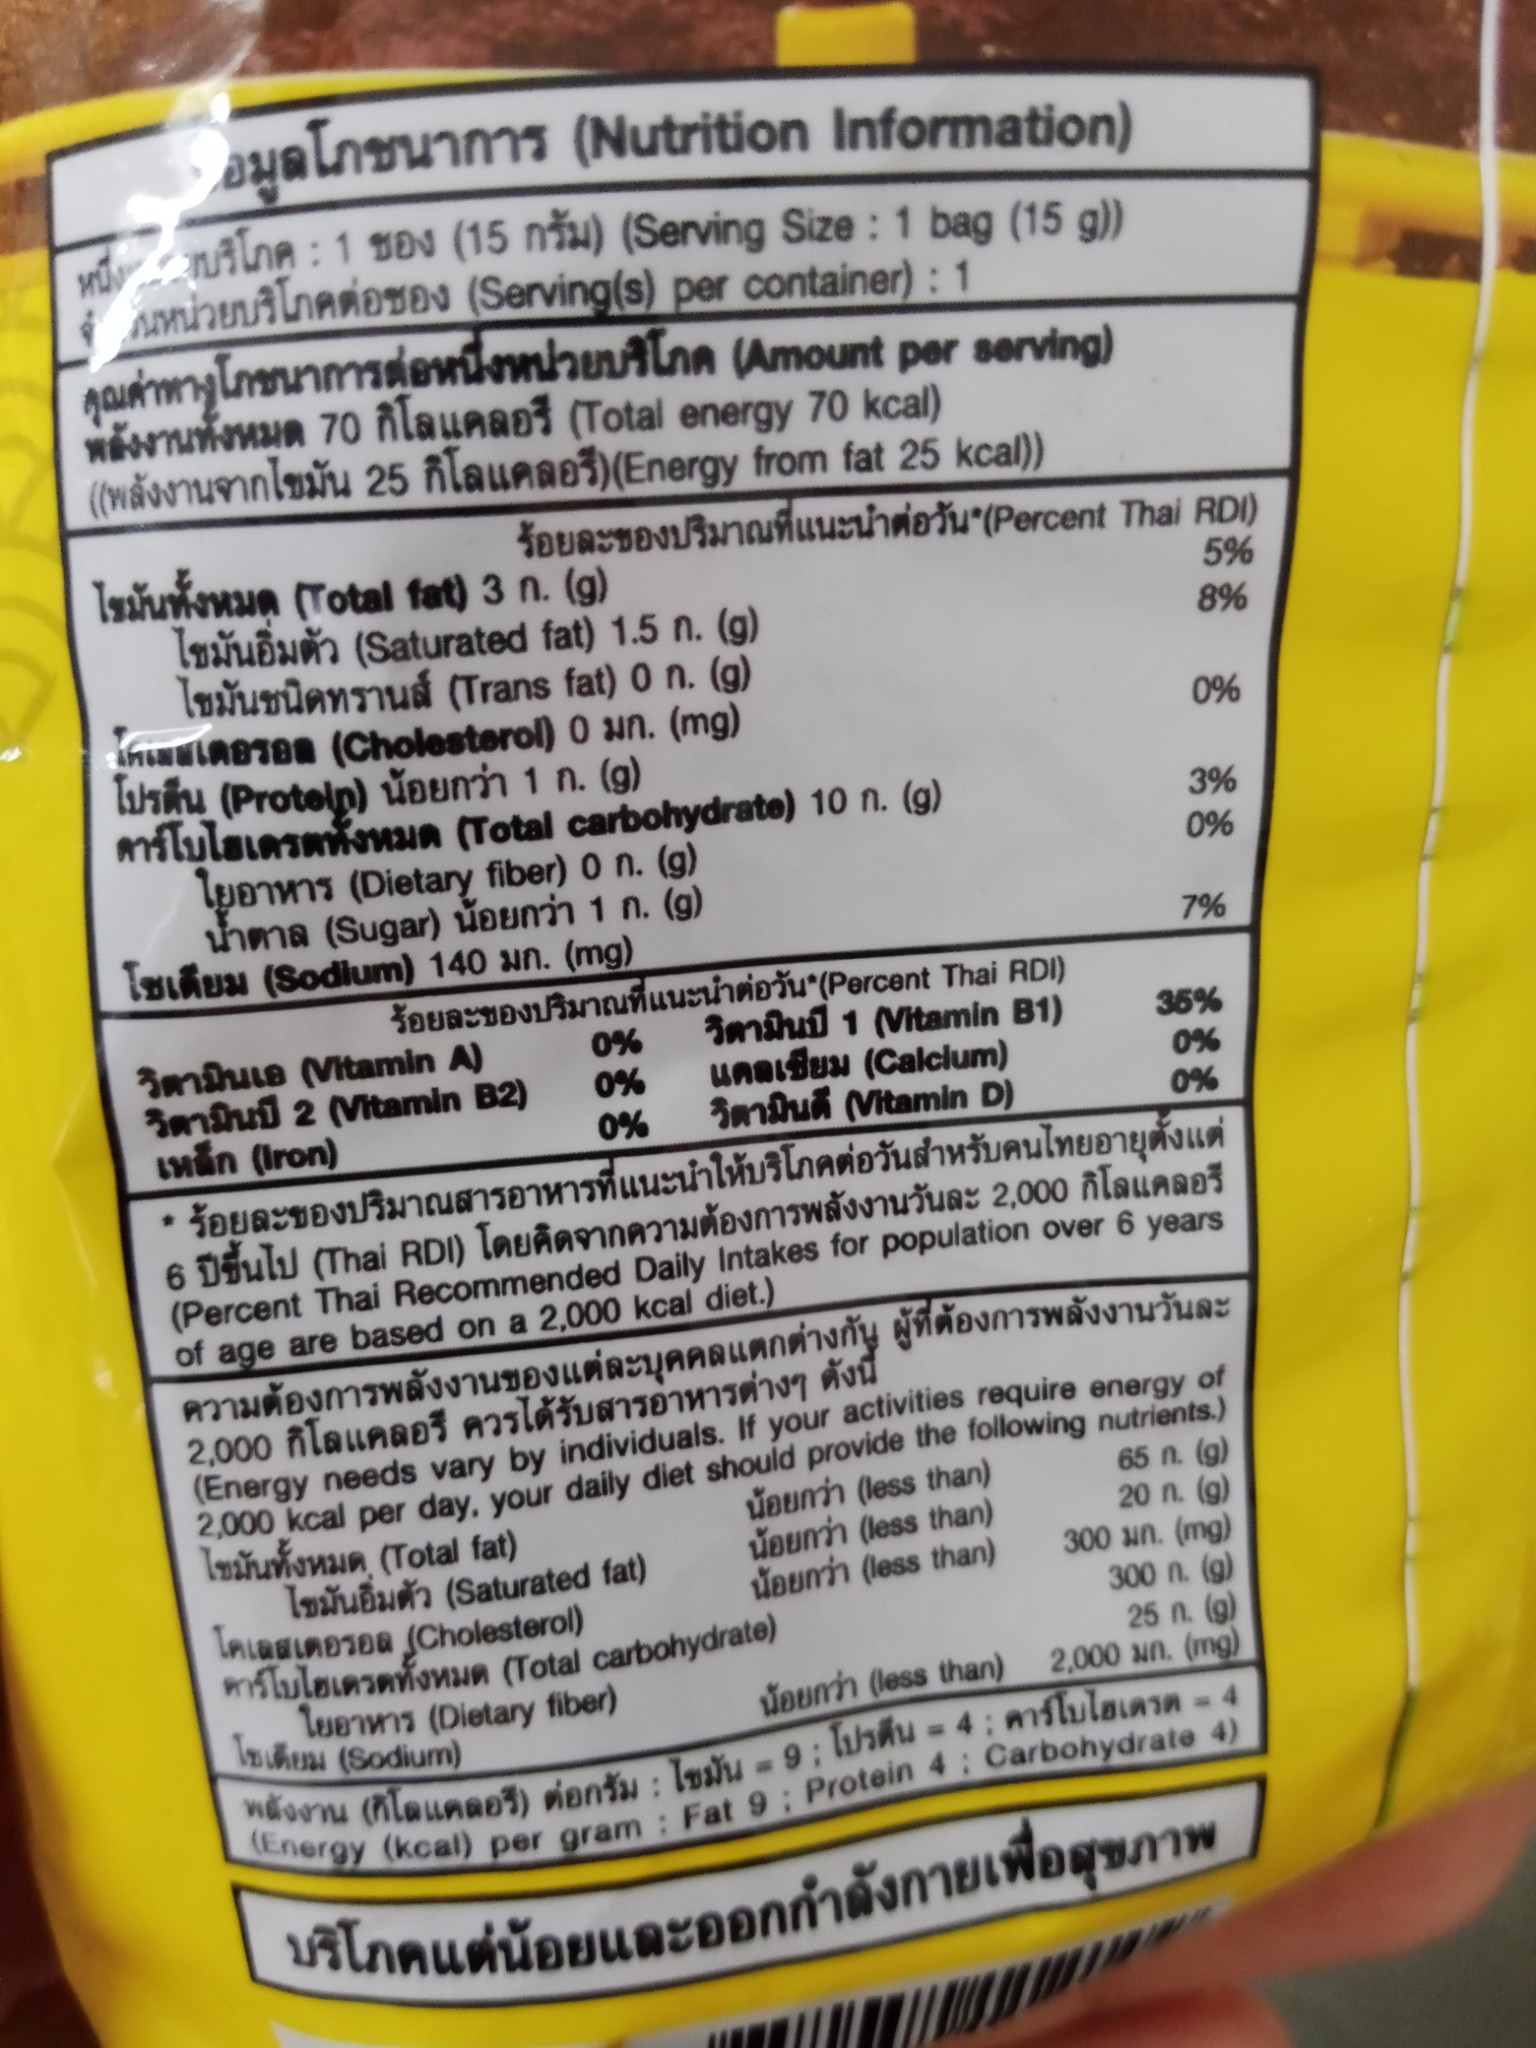 ข้อมูลโภชนาการ (Nutrition Information)
หนึ่งหน่วยบริโภค : 1 ซอง (15 กรัม) (Serving Size : 1 bag (15 g))
จำนวนหน่วยบริโภคต่อซอง (Serving(s) per container) : 1
คุณค่าทางโภชนาการต่อหนึ่งหน่วยบริโภค (Amount per serving)
พลังงานทั้งหมด 70 กิโลแคลอรี (Total energy 70 kcal)
((พลังงานจากไขมัน 25 กิโลแคลอรี)(Energy from fat 25 kcal))
ร้อยละของปริมาณที่แนะนำต่อวัน*(Percent Thai RDI)
ไขมันทั้งหมด (Total fat) 3 ก. (g) 5%
ไขมันอิ่มตัว (Saturated fat) 1.5 ก. (g) 8%
ไขมันชนิดทรานส์ (Trans fat) 0 ก. (g)
โคเลสเตอรอล (Cholesterol) 0 มก. (mg) 0%
โปรตีน (Protein) น้อยกว่า 1 ก. (g)
คาร์โบไฮเดรตทั้งหมด (Total carbohydrate) 10 ก. (g) 3%
ใยอาหาร (Dietary fiber) 0 ก. (g) 0%
น้ำตาล (Sugar) น้อยกว่า 1 ก. (g)
โซเดียม (Sodium) 140 มก. (mg) 7%
ร้อยละของปริมาณที่แนะนำต่อวัน*(Percent Thai RDI)
วิตามินเอ (Vitamin A) 0% วิตามินบี 1 (Vitamin B1) 35%
วิตามินบี 2 (Vitamin B2) 0% แคลเซียม (Calcium) 0%
เหล็ก (Iron) 0% วิตามินดี (Vitamin D) 0%
* ร้อยละของปริมาณสารอาหารที่แนะนำให้บริโภคต่อวันสำหรับคนไทยอายุตั้งแต่
6 ปีขึ้นไป (Thai RDI) โดยคิดจากความต้องการพลังงานวันละ 2,000 กิโลแคลอรี
(Percent Thai Recommended Daily Intakes for population over 6 years
of age are based on a 2,000 kcal diet.)
ความต้องการพลังงานของแต่ละบุคคลแตกต่างกัน ผู้ที่ต้องการพลังงานวันละ
2,000 กิโลแคลอรี ควรได้รับสารอาหารต่างๆ ดังนี้
(Energy needs vary by individuals. If your activities require energy of
2,000 kcal per day, your daily diet should provide the following nutrients.)
ไขมันทั้งหมด (Total fat) น้อยกว่า (less than) 65 ก. (g)
ไขมันอิ่มตัว (Saturated fat) น้อยกว่า (less than) 20 ก. (g)
โคเลสเตอรอล (Cholesterol) น้อยกว่า (less than) 300 มก. (mg)
คาร์โบไฮเดรตทั้งหมด (Total carbohydrate) 300 ก. (g)
ใยอาหาร (Dietary fiber) 25 ก. (g)
โซเดียม (Sodium) น้อยกว่า (less than) 2,000 มก. (mg)
พลังงาน (กิโลแคลอรี) ต่อกรัม : ไขมัน = 9 ; โปรตีน = 4 ; คาร์โบไฮเดรต = 4
(Energy (kcal) per gram : Fat 9 ; Protein 4 ; Carbohydrate 4)
บริโภคแต่น้อยและออกกำลังกายเพื่อสุขภาพ